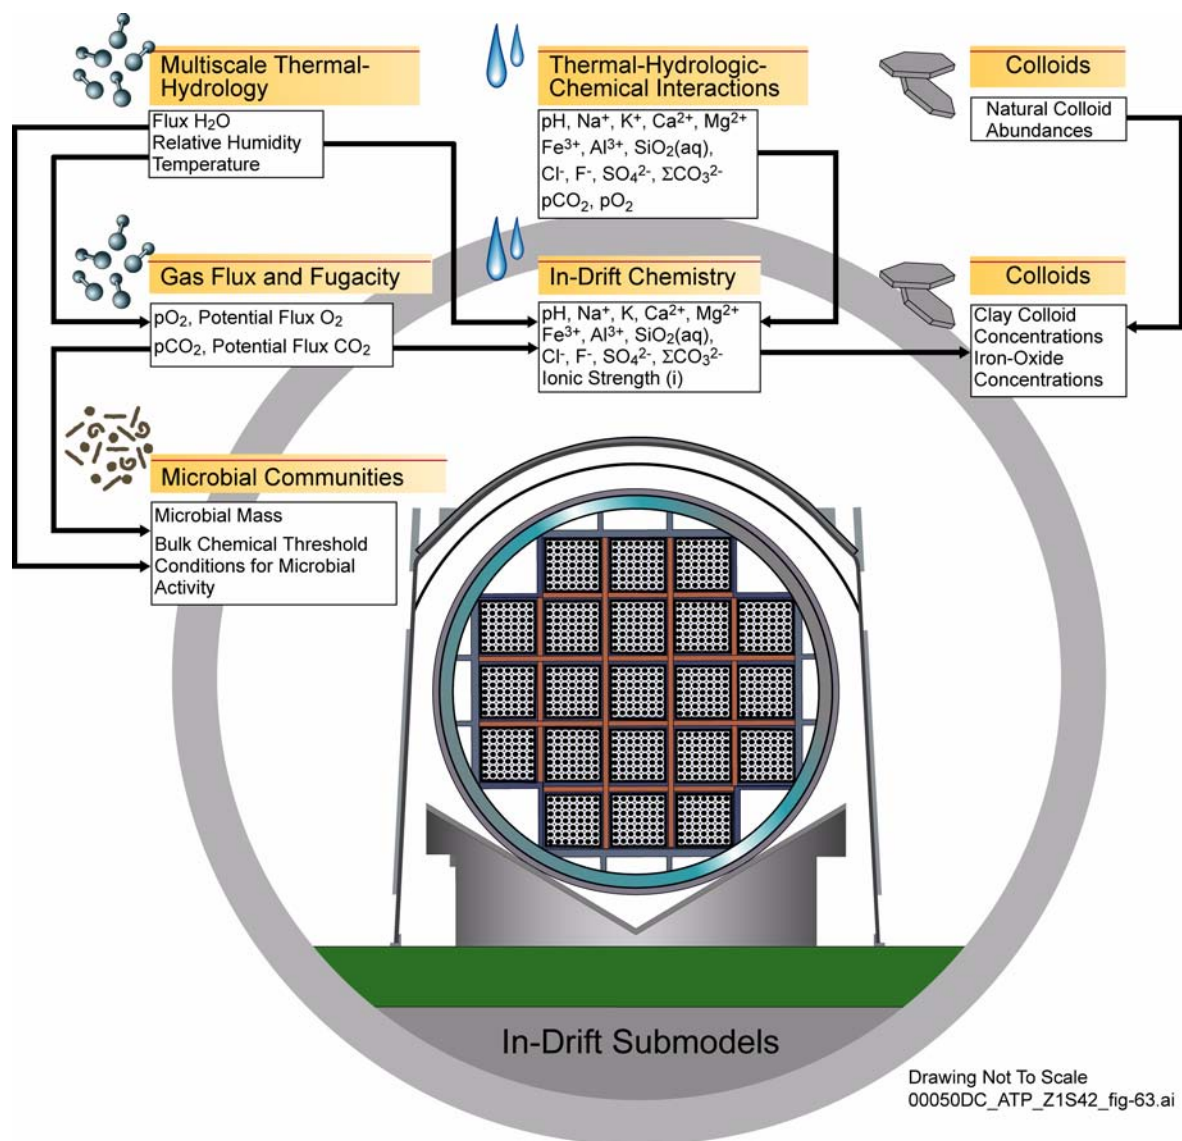 Multiscale Thermal-
Hydrology
Flux H₂O
Relative Humidity
Temperature
Thermal-Hydrologic-
Chemical Interactions
pH, Na⁺, K⁺, Ca²⁺, Mg²⁺
Fe³⁺, Al³⁺, SiO₂(aq),
Cl⁻, F⁻, SO₄²⁻, ΣCO₃²⁻
pCO₂, pO₂
Colloids
Natural Colloid
Abundances
Gas Flux and Fugacity
pO₂, Potential Flux O₂
pCO₂, Potential Flux CO₂
In-Drift Chemistry
pH, Na⁺, K, Ca²⁺, Mg²⁺
Fe³⁺, Al³⁺, SiO₂(aq),
Cl⁻, F⁻, SO₄²⁻, ΣCO₃²⁻
Ionic Strength (i)
Colloids
Clay Colloid
Concentrations
Iron-Oxide
Concentrations
Microbial Communities
Microbial Mass
Bulk Chemical Threshold
Conditions for Microbial
Activity
In-Drift Submodels
Drawing Not To Scale
00050DC_ATP_Z1S42_fig-63.ai